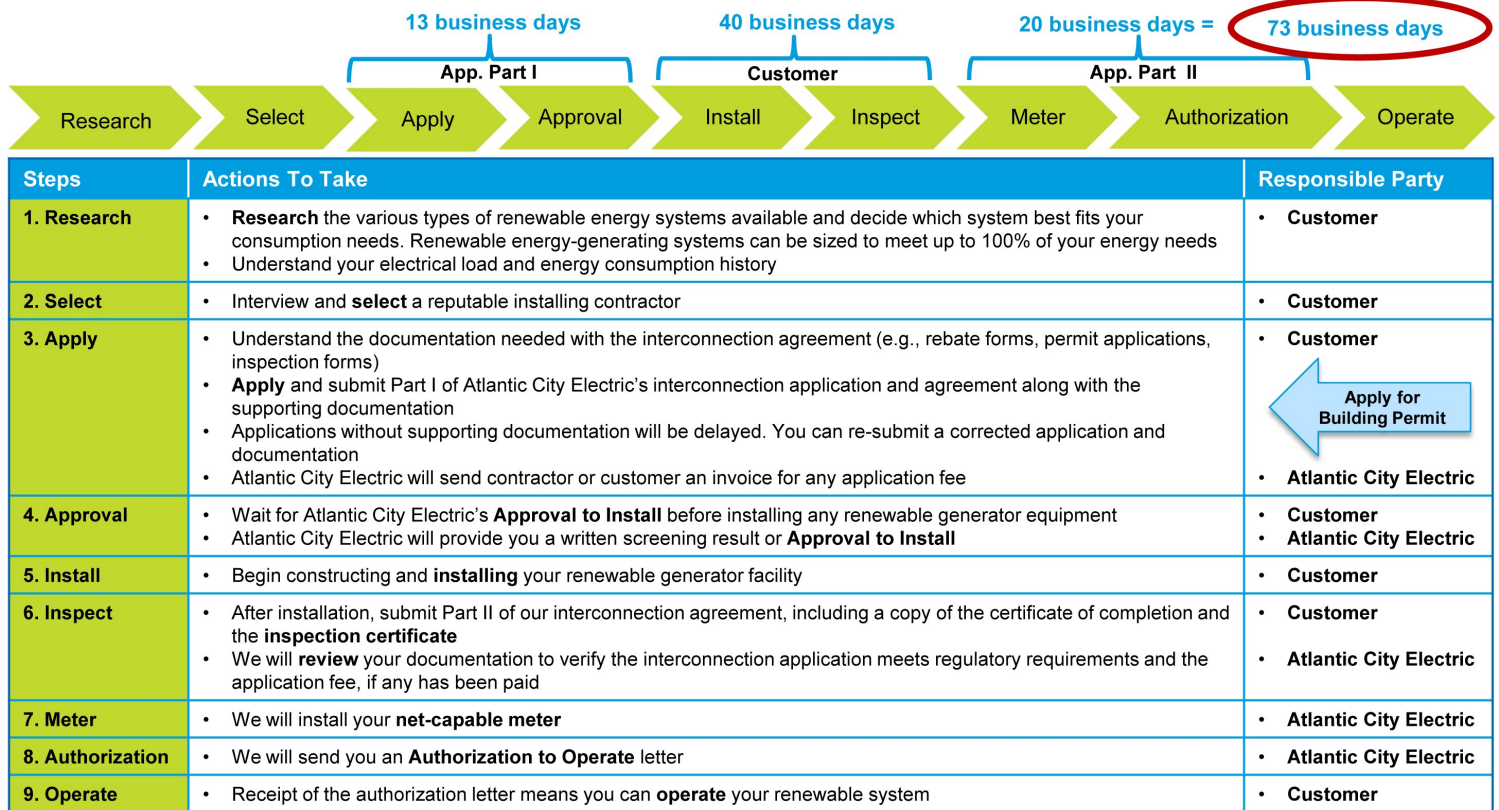 13 business days
40 business days
20 business days =
73 business days
App. Part I
Customer
App. Part II
Research
Select
Apply
Approval
Install
Inspect
Meter
Authorization
Operate
Steps
Actions To Take
Responsible Party
1. Research
• Research the various types of renewable energy systems available and decide which system best fits your
consumption needs. Renewable energy-generating systems can be sized to meet up to 100% of your energy needs
• Understand your electrical load and energy consumption history
• Customer
2. Select
• Interview and select a reputable installing contractor
• Customer
3. Apply
• Understand the documentation needed with the interconnection agreement (e.g., rebate forms, permit applications,
inspection forms)
• Apply and submit Part I of Atlantic City Electric's interconnection application and agreement along with the
supporting documentation
• Applications without supporting documentation will be delayed. You can re-submit a corrected application and
documentation
• Atlantic City Electric will send contractor or customer an invoice for any application fee
• Customer
Apply for
Building Permit
• Atlantic City Electric
4. Approval
• Wait for Atlantic City Electric's Approval to Install before installing any renewable generator equipment
• Atlantic City Electric will provide you a written screening result or Approval to Install
• Customer
• Atlantic City Electric
5. Install
• Begin constructing and installing your renewable generator facility
• Customer
6. Inspect
• After installation, submit Part II of our interconnection agreement, including a copy of the certificate of completion and
the inspection certificate
• We will review your documentation to verify the interconnection application meets regulatory requirements and the
application fee, if any has been paid
• Customer
• Atlantic City Electric
7. Meter
• We will install your net-capable meter
• Atlantic City Electric
8. Authorization
• We will send you an Authorization to Operate letter
• Atlantic City Electric
9. Operate
• Receipt of the authorization letter means you can operate your renewable system
• Customer